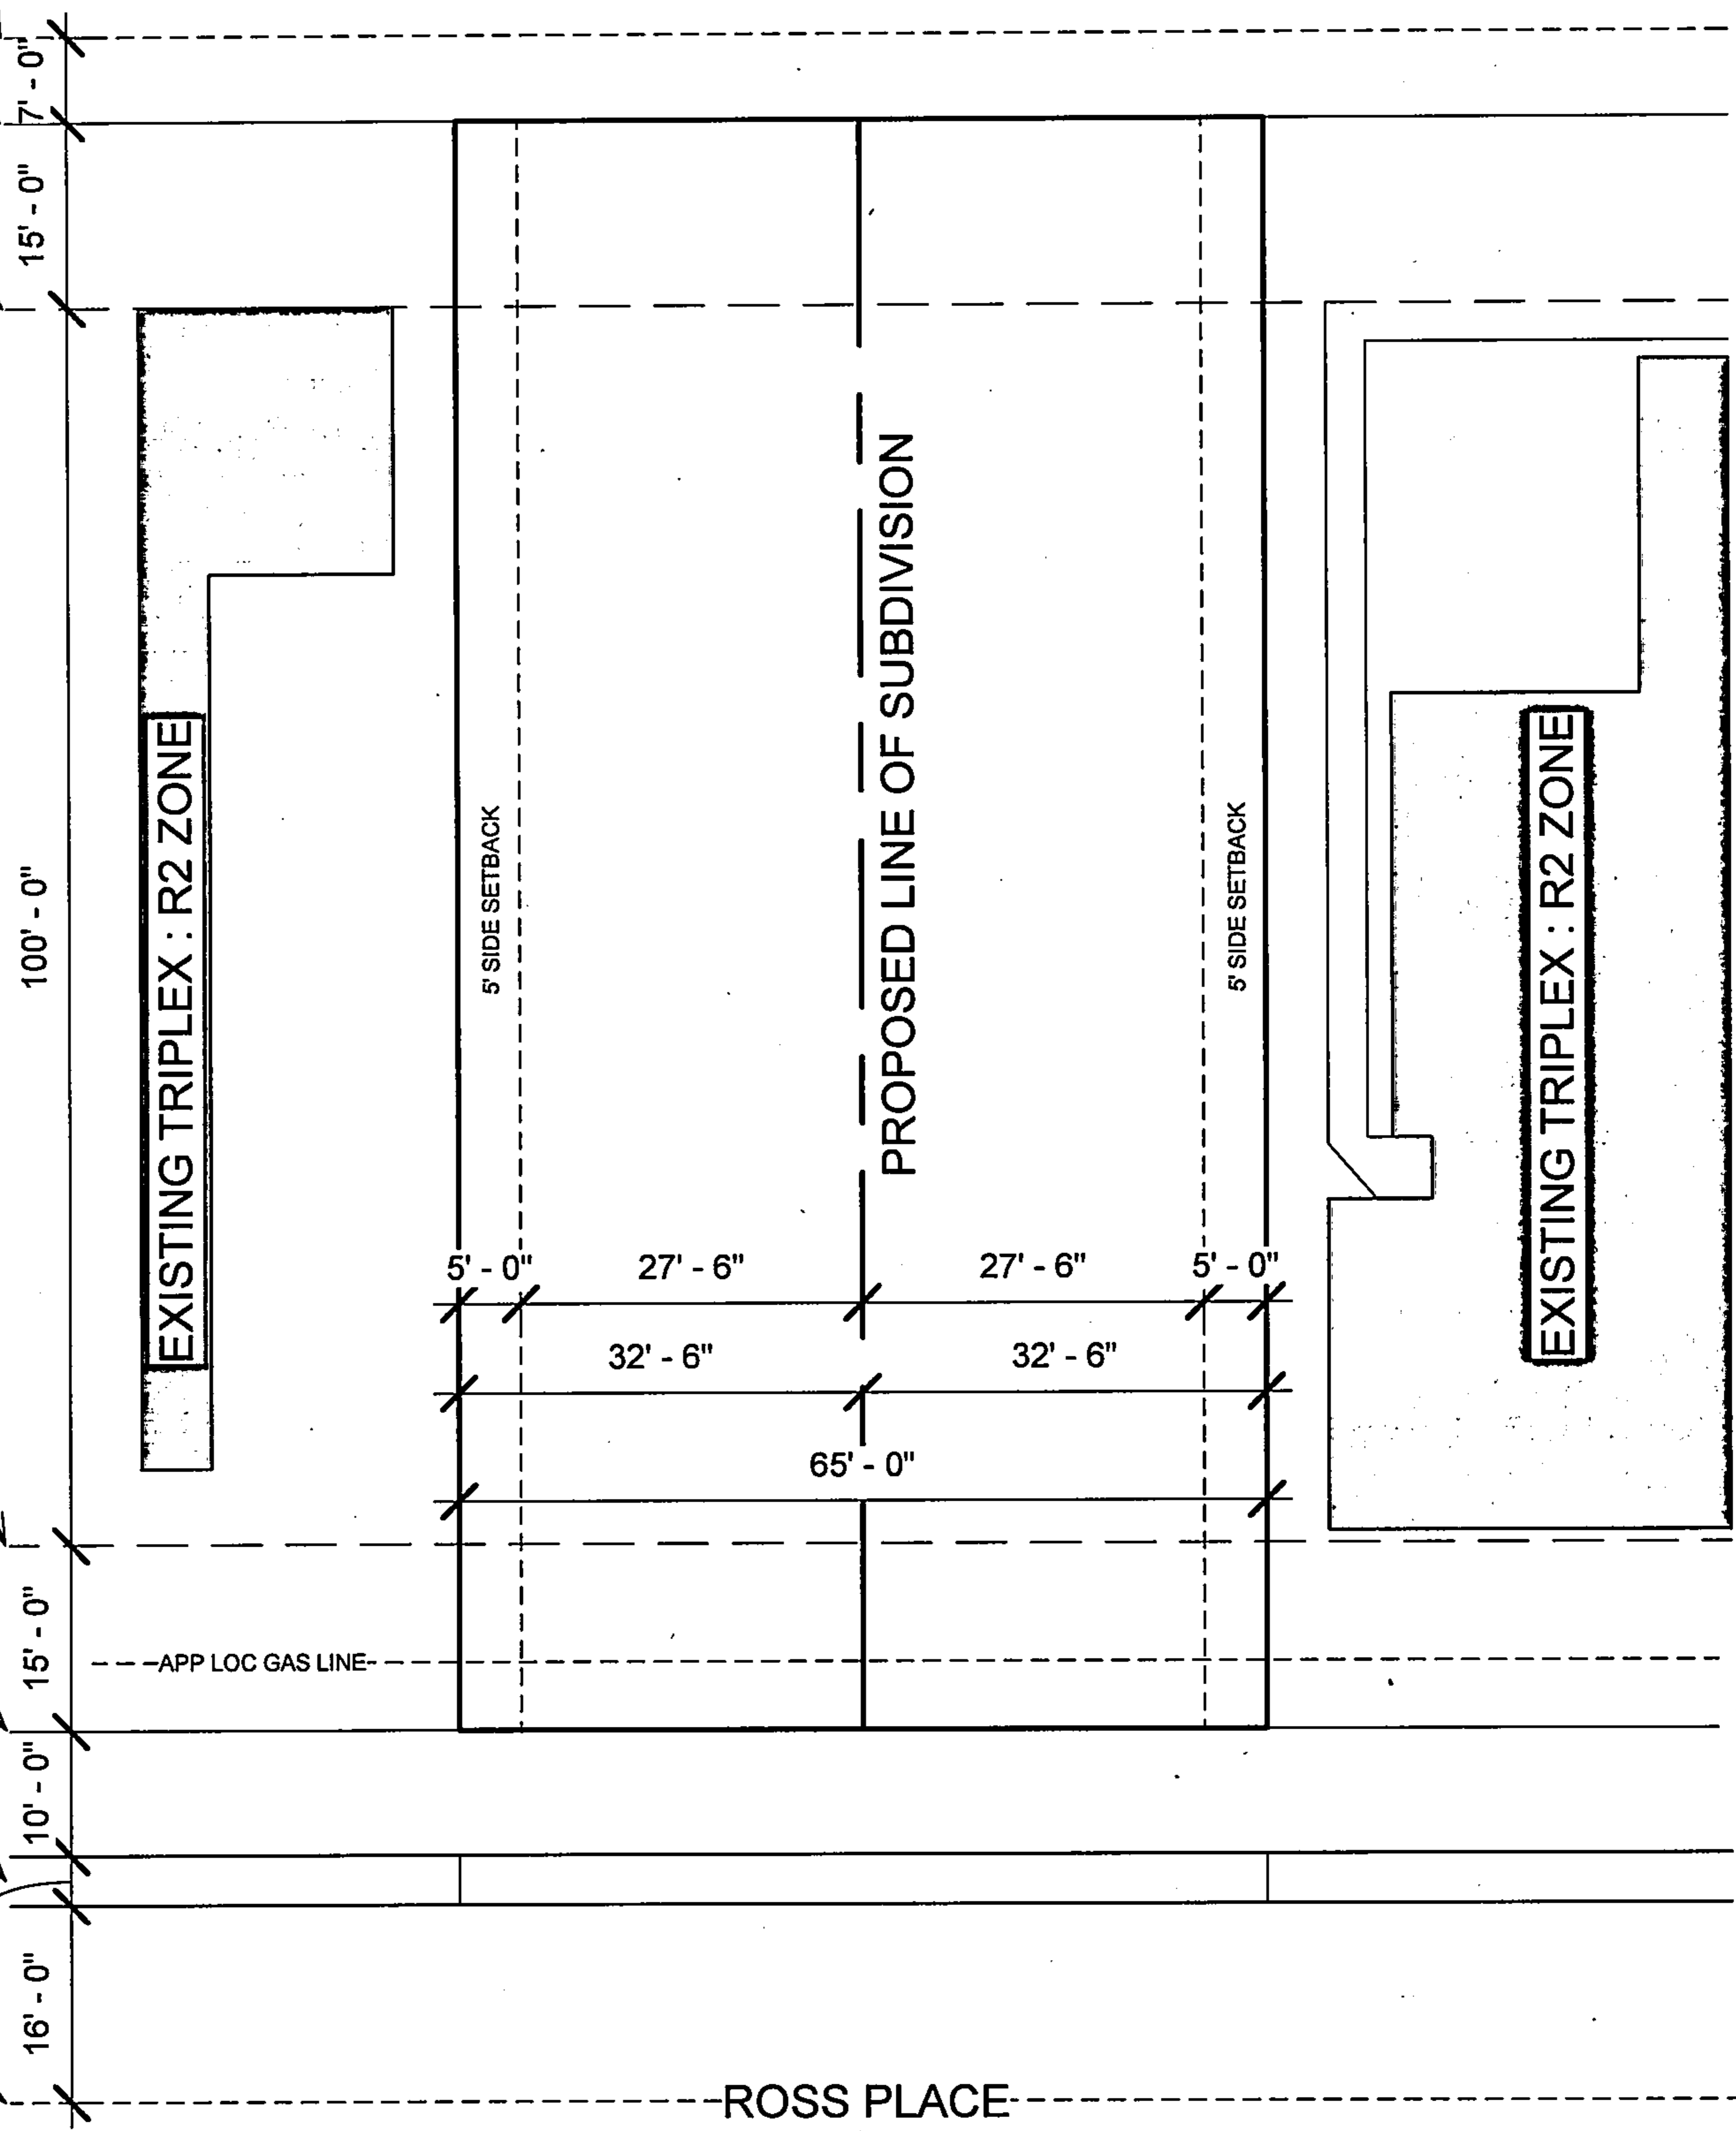 7' - 0"
15' - 0"
100' - 0"
15' - 0"
10' - 0"
16' - 0"
EXISTING TRIPLEX : R2 ZONE
5' SIDE SETBACK
PROPOSED LINE OF SUBDIVISION
5' SIDE SETBACK
EXISTING TRIPLEX : R2 ZONE
5' - 0"
27' - 6"
27' - 6"
5' - 0"
32' - 6"
32' - 6"
65' - 0"
APP LOC GAS LINE
ROSS PLACE